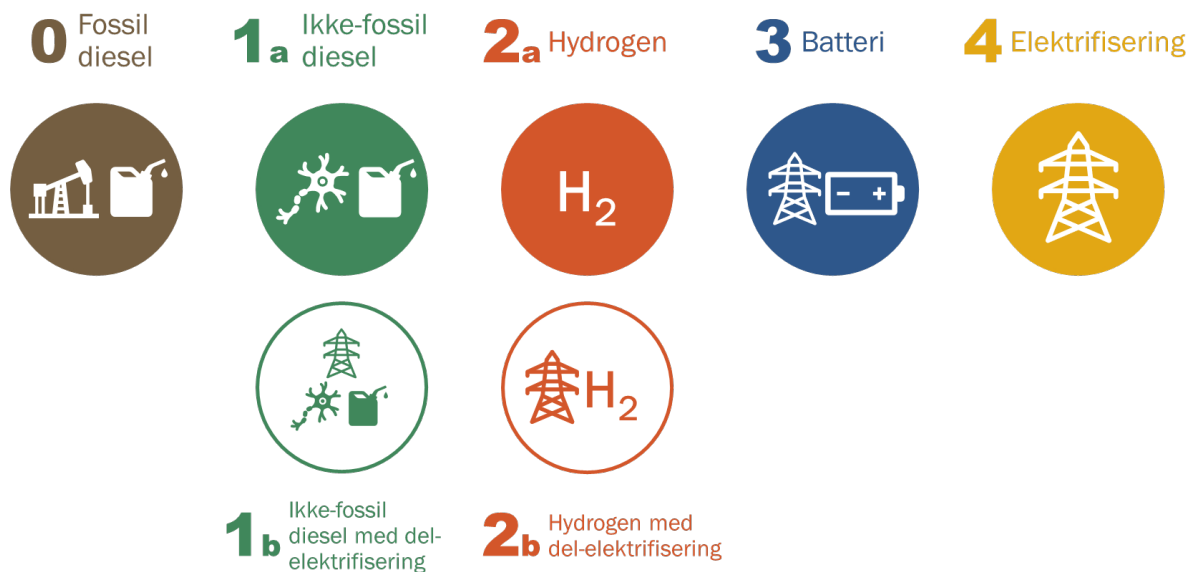 0 Fossil
diesel
1a Ikke-fossil
diesel
2a Hydrogen
3 Batteri
4 Elektrifisering
H2
- +
H2
1b Ikke-fossil
diesel med del-
elektrifisering
2b Hydrogen med
del-elektrifisering